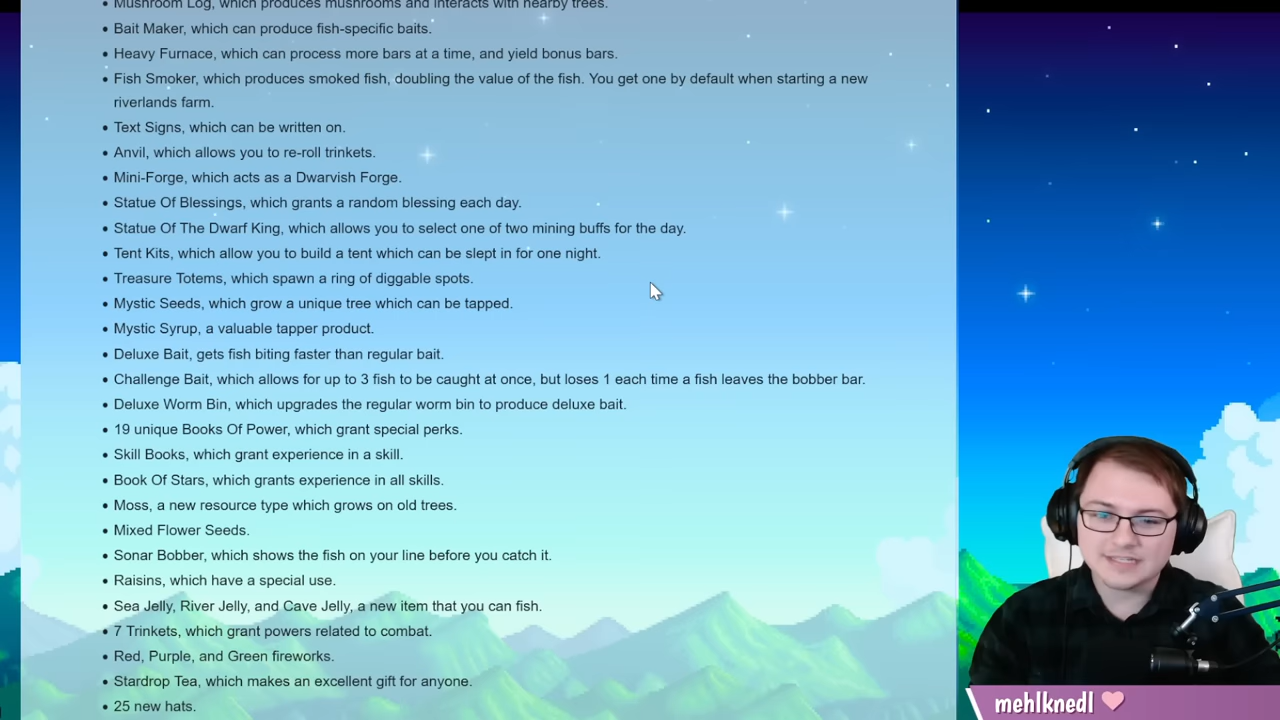 • Mushroom Log, which produces mushrooms and interacts with nearby trees.
• Bait Maker, which can produce fish-specific baits.
• Heavy Furnace, which can process more bars at a time, and yield bonus bars.
• Fish Smoker, which produces smoked fish, doubling the value of the fish. You get one by default when starting a new
riverlands farm.
• Text Signs, which can be written on.
• Anvil, which allows you to re-roll trinkets.
• Mini-Forge, which acts as a Dwarvish Forge.
• Statue Of Blessings, which grants a random blessing each day.
• Statue Of The Dwarf King, which allows you to select one of two mining buffs for the day.
• Tent Kits, which allow you to build a tent which can be slept in for one night.
• Treasure Totems, which spawn a ring of diggable spots.
• Mystic Seeds, which grow a unique tree which can be tapped.
• Mystic Syrup, a valuable tapper product.
• Deluxe Bait, gets fish biting faster than regular bait.
• Challenge Bait, which allows for up to 3 fish to be caught at once, but loses 1 each time a fish leaves the bobber bar.
• Deluxe Worm Bin, which upgrades the regular worm bin to produce deluxe bait.
• 19 unique Books Of Power, which grant special perks.
• Skill Books, which grant experience in a skill.
• Book Of Stars, which grants experience in all skills.
• Moss, a new resource type which grows on old trees.
• Mixed Flower Seeds.
• Sonar Bobber, which shows the fish on your line before you catch it.
• Raisins, which have a special use.
• Sea Jelly, River Jelly, and Cave Jelly, a new item that you can fish.
• 7 Trinkets, which grant powers related to combat.
• Red, Purple, and Green fireworks.
• Stardrop Tea, which makes an excellent gift for anyone.
• 25 new hats.
mehlknedl